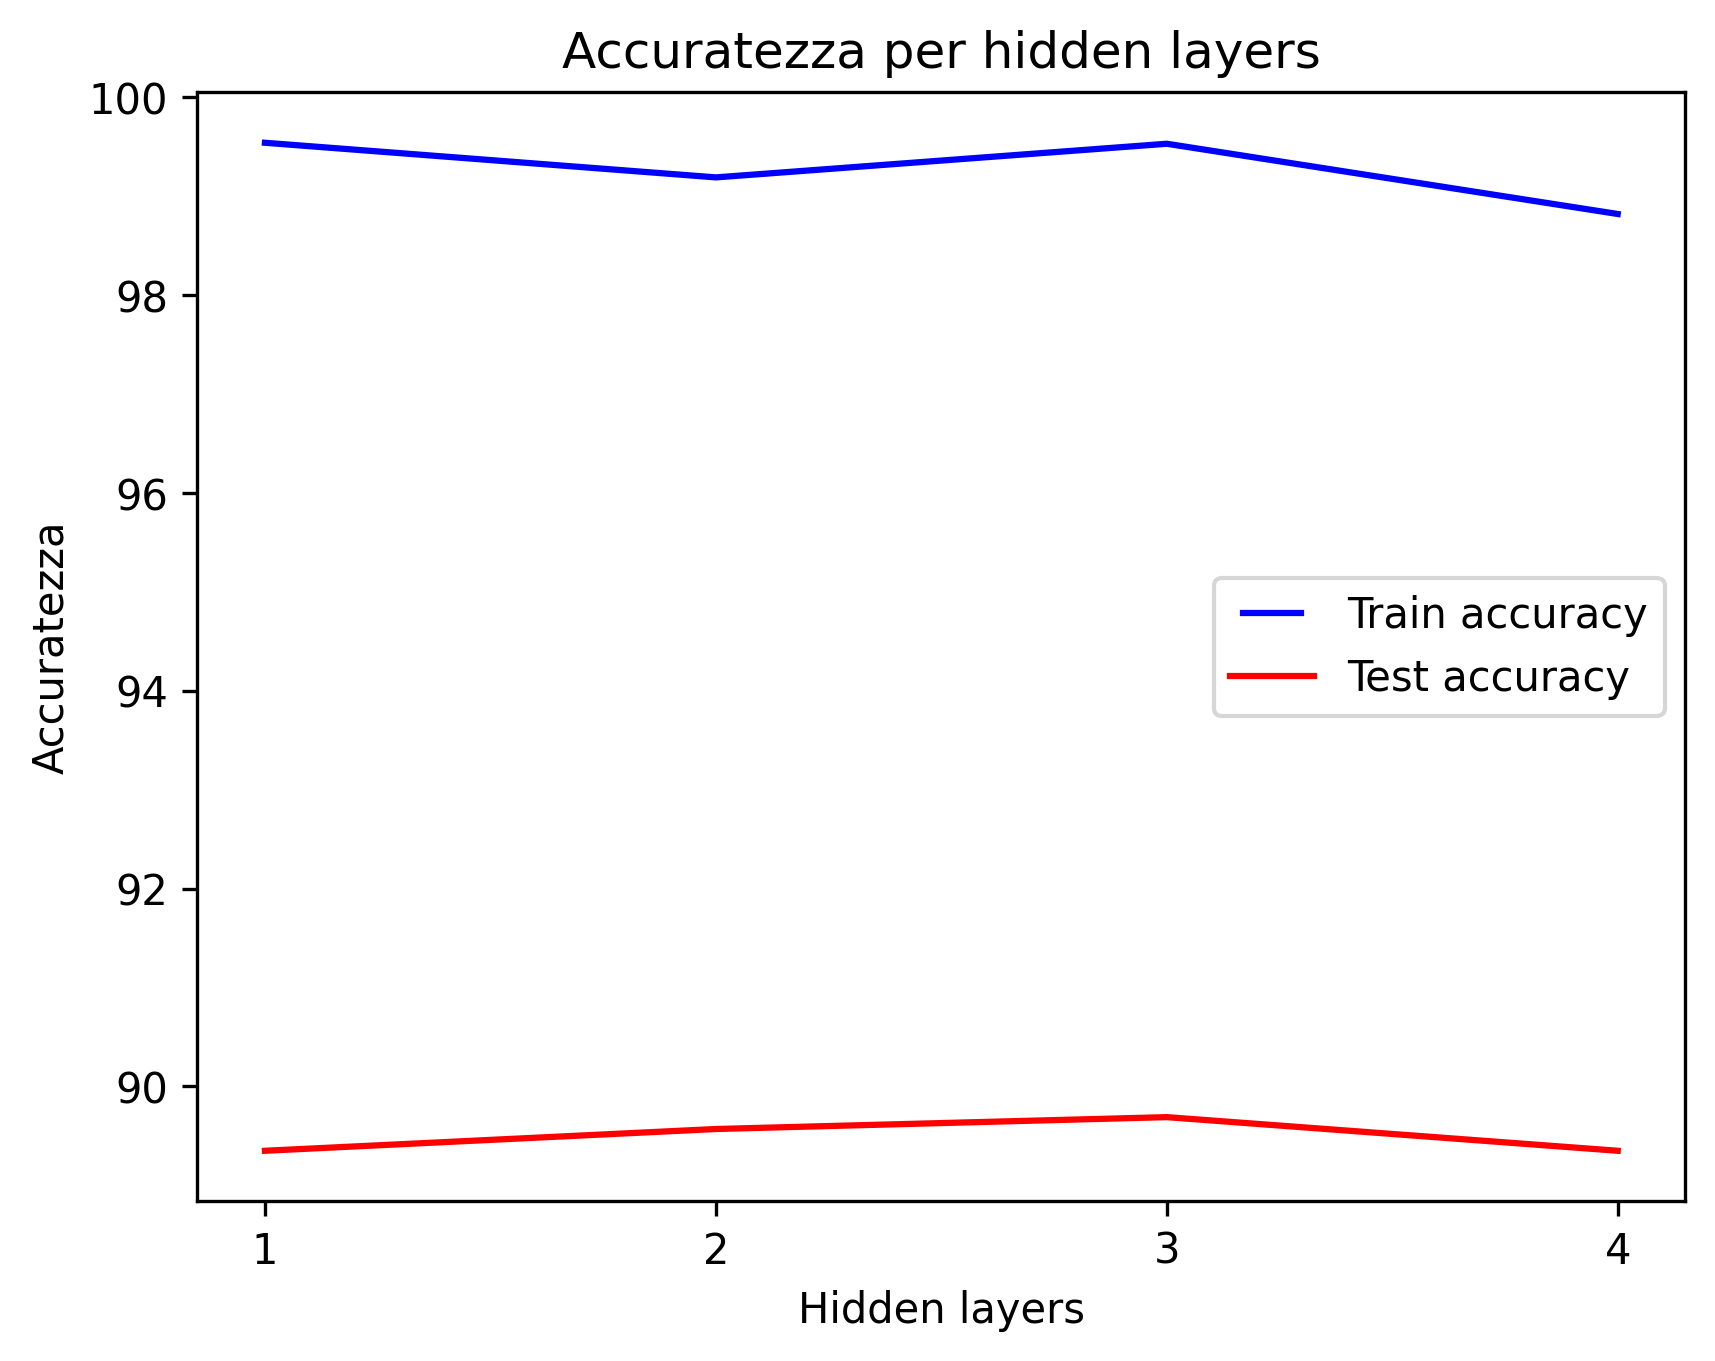 Accuratezza per hidden layers
100
98
96
94
92
90
Accuratezza
Train accuracy
Test accuracy
1 2 3 4
Hidden layers